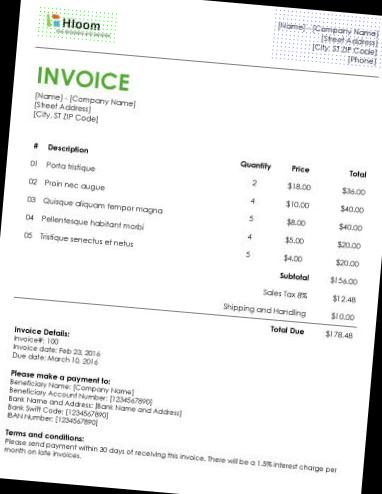 Hloom
[Name] - [Company Name]
[Street Address]
[City, ST ZIP Code]
[Phone]
INVOICE
[Name] - [Company Name]
[Street Address]
[City, ST ZIP Code]
# Description Quantity Price Total
01 Porta tristique 2 $18.00 $36.00
02 Proin nec augue 4 $10.00 $40.00
03 Quisque aliquam tempor magna 5 $8.00 $40.00
04 Pellentesque habitant morbi 4 $5.00 $20.00
05 Tristique senectus et netus 5 $4.00 $20.00
Subtotal $156.00
Sales Tax 8% $12.48
Shipping and Handling $10.00
Total Due $178.48
Invoice Details:
Invoice#: 100
Invoice date: Feb 23, 2016
Due date: March 10, 2016
Please make a payment to:
Beneficiary Name: [Company Name]
Beneficiary Account Number: [1234567890]
Bank Name and Address: [Bank Name and Address]
Bank Swift Code: [1234567890]
IBAN Number: [1234567890]
Terms and conditions:
Please send payment within 30 days of receiving this invoice. There will be a 1.5% interest charge per
month on late invoices.